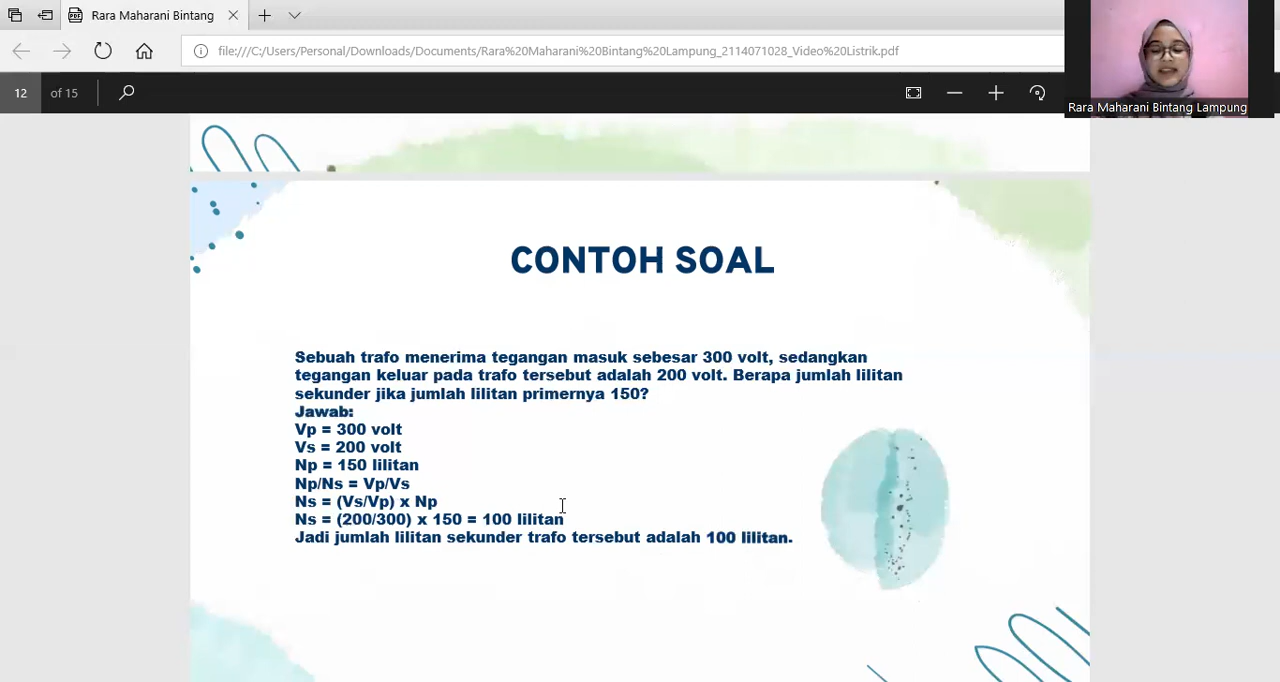 Rara Maharani Bintang
file:///C:/Users/Personal/Downloads/Documents/Rara%20Maharani%20Bintang%20Lampung_2114071028_Video%20Listrik.pdf
12 of 15
Rara Maharani Bintang Lampung
CONTOH SOAL
Sebuah trafo menerima tegangan masuk sebesar 300 volt, sedangkan
tegangan keluar pada trafo tersebut adalah 200 volt. Berapa jumlah lilitan
sekunder jika jumlah lilitan primernya 150?
Jawab:
Vp = 300 volt
Vs = 200 volt
Np = 150 lilitan
Np/Ns = Vp/Vs
Ns = (Vs/Vp) x Np
Ns = (200/300) x 150 = 100 lilitan
Jadi jumlah lilitan sekunder trafo tersebut adalah 100 lilitan.